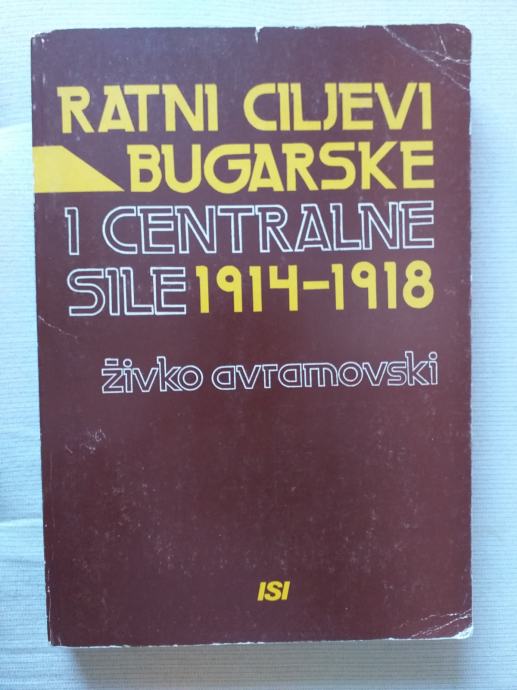 RATNI CILJEVI
BUGARSKE
I CENTRALNE
SILE 1914-1918
živko avramovski
ISI